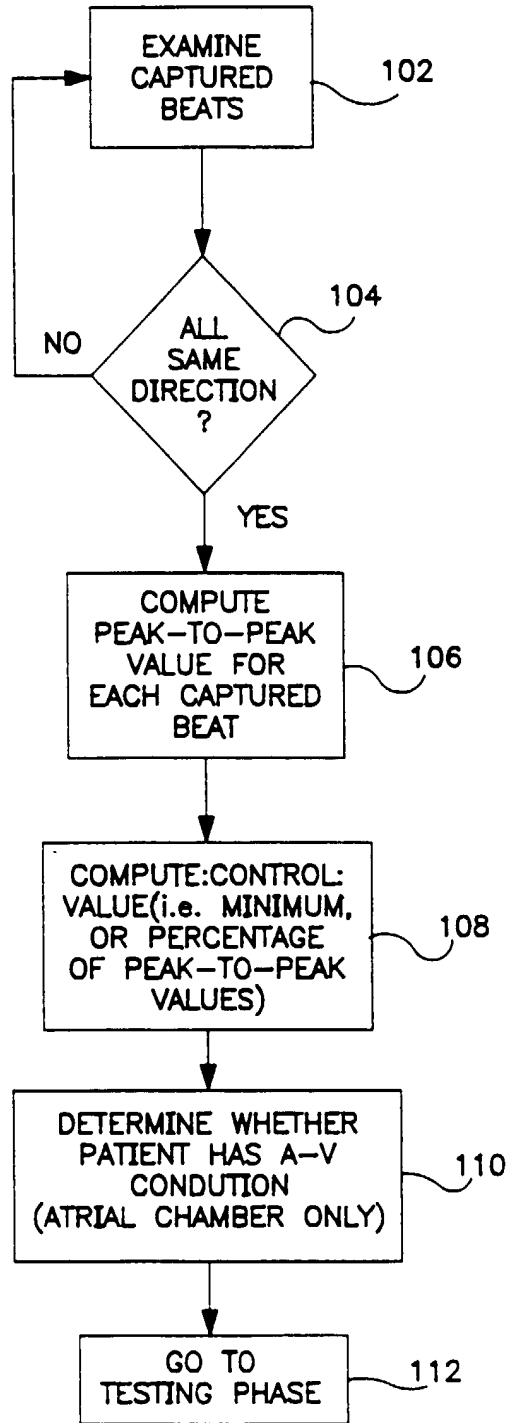 EXAMINE
CAPTURED
BEATS
102
ALL
SAME
DIRECTION
?
104
NO
YES
COMPUTE
PEAK-TO-PEAK
VALUE FOR
EACH CAPTURED
BEAT
106
COMPUTE:CONTROL:
VALUE(i.e. MINIMUM,
OR PERCENTAGE
OF PEAK-TO-PEAK
VALUES)
108
DETERMINE WHETHER
PATIENT HAS A-V
CONDUTION
(ATRIAL CHAMBER ONLY)
110
GO TO
TESTING PHASE
112